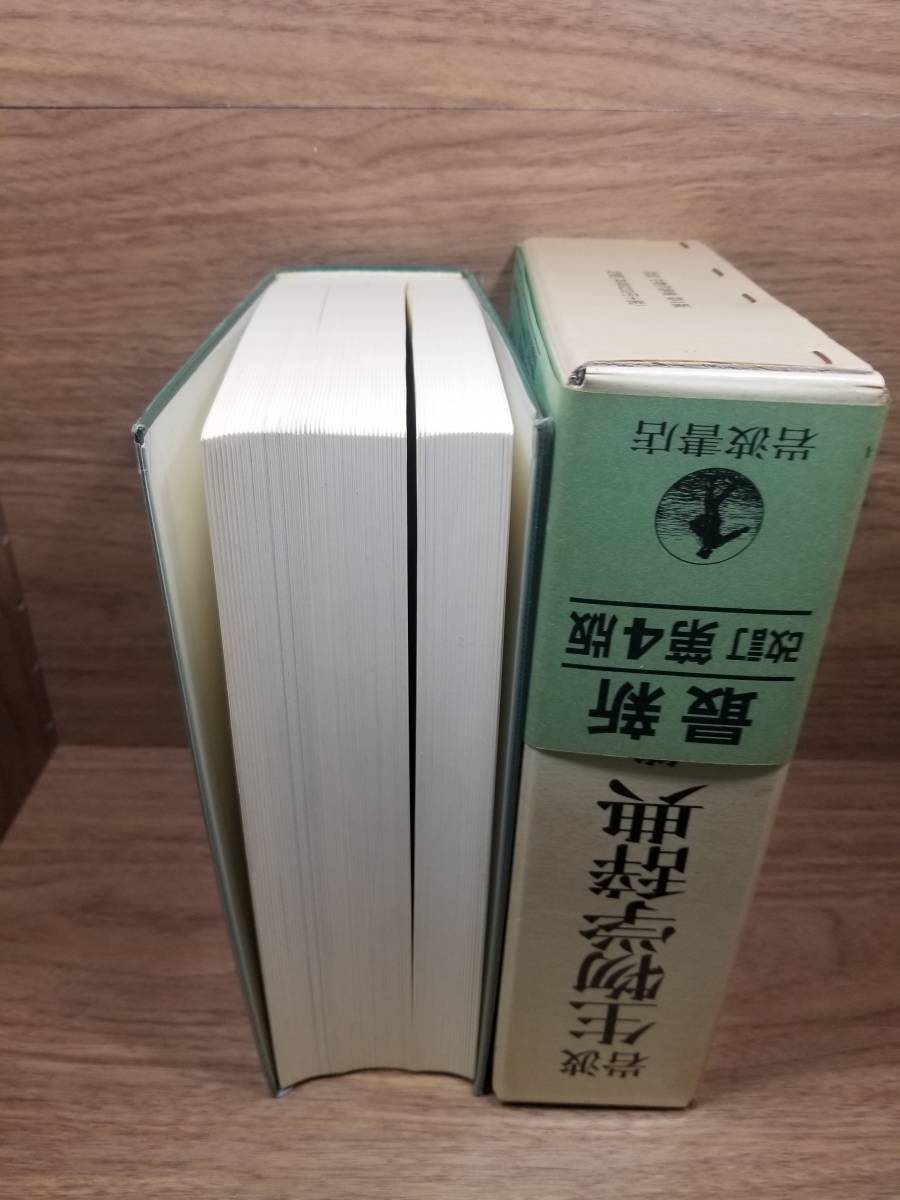 岩波
生物学辞典
最新
改訂 第4版
岩波書店